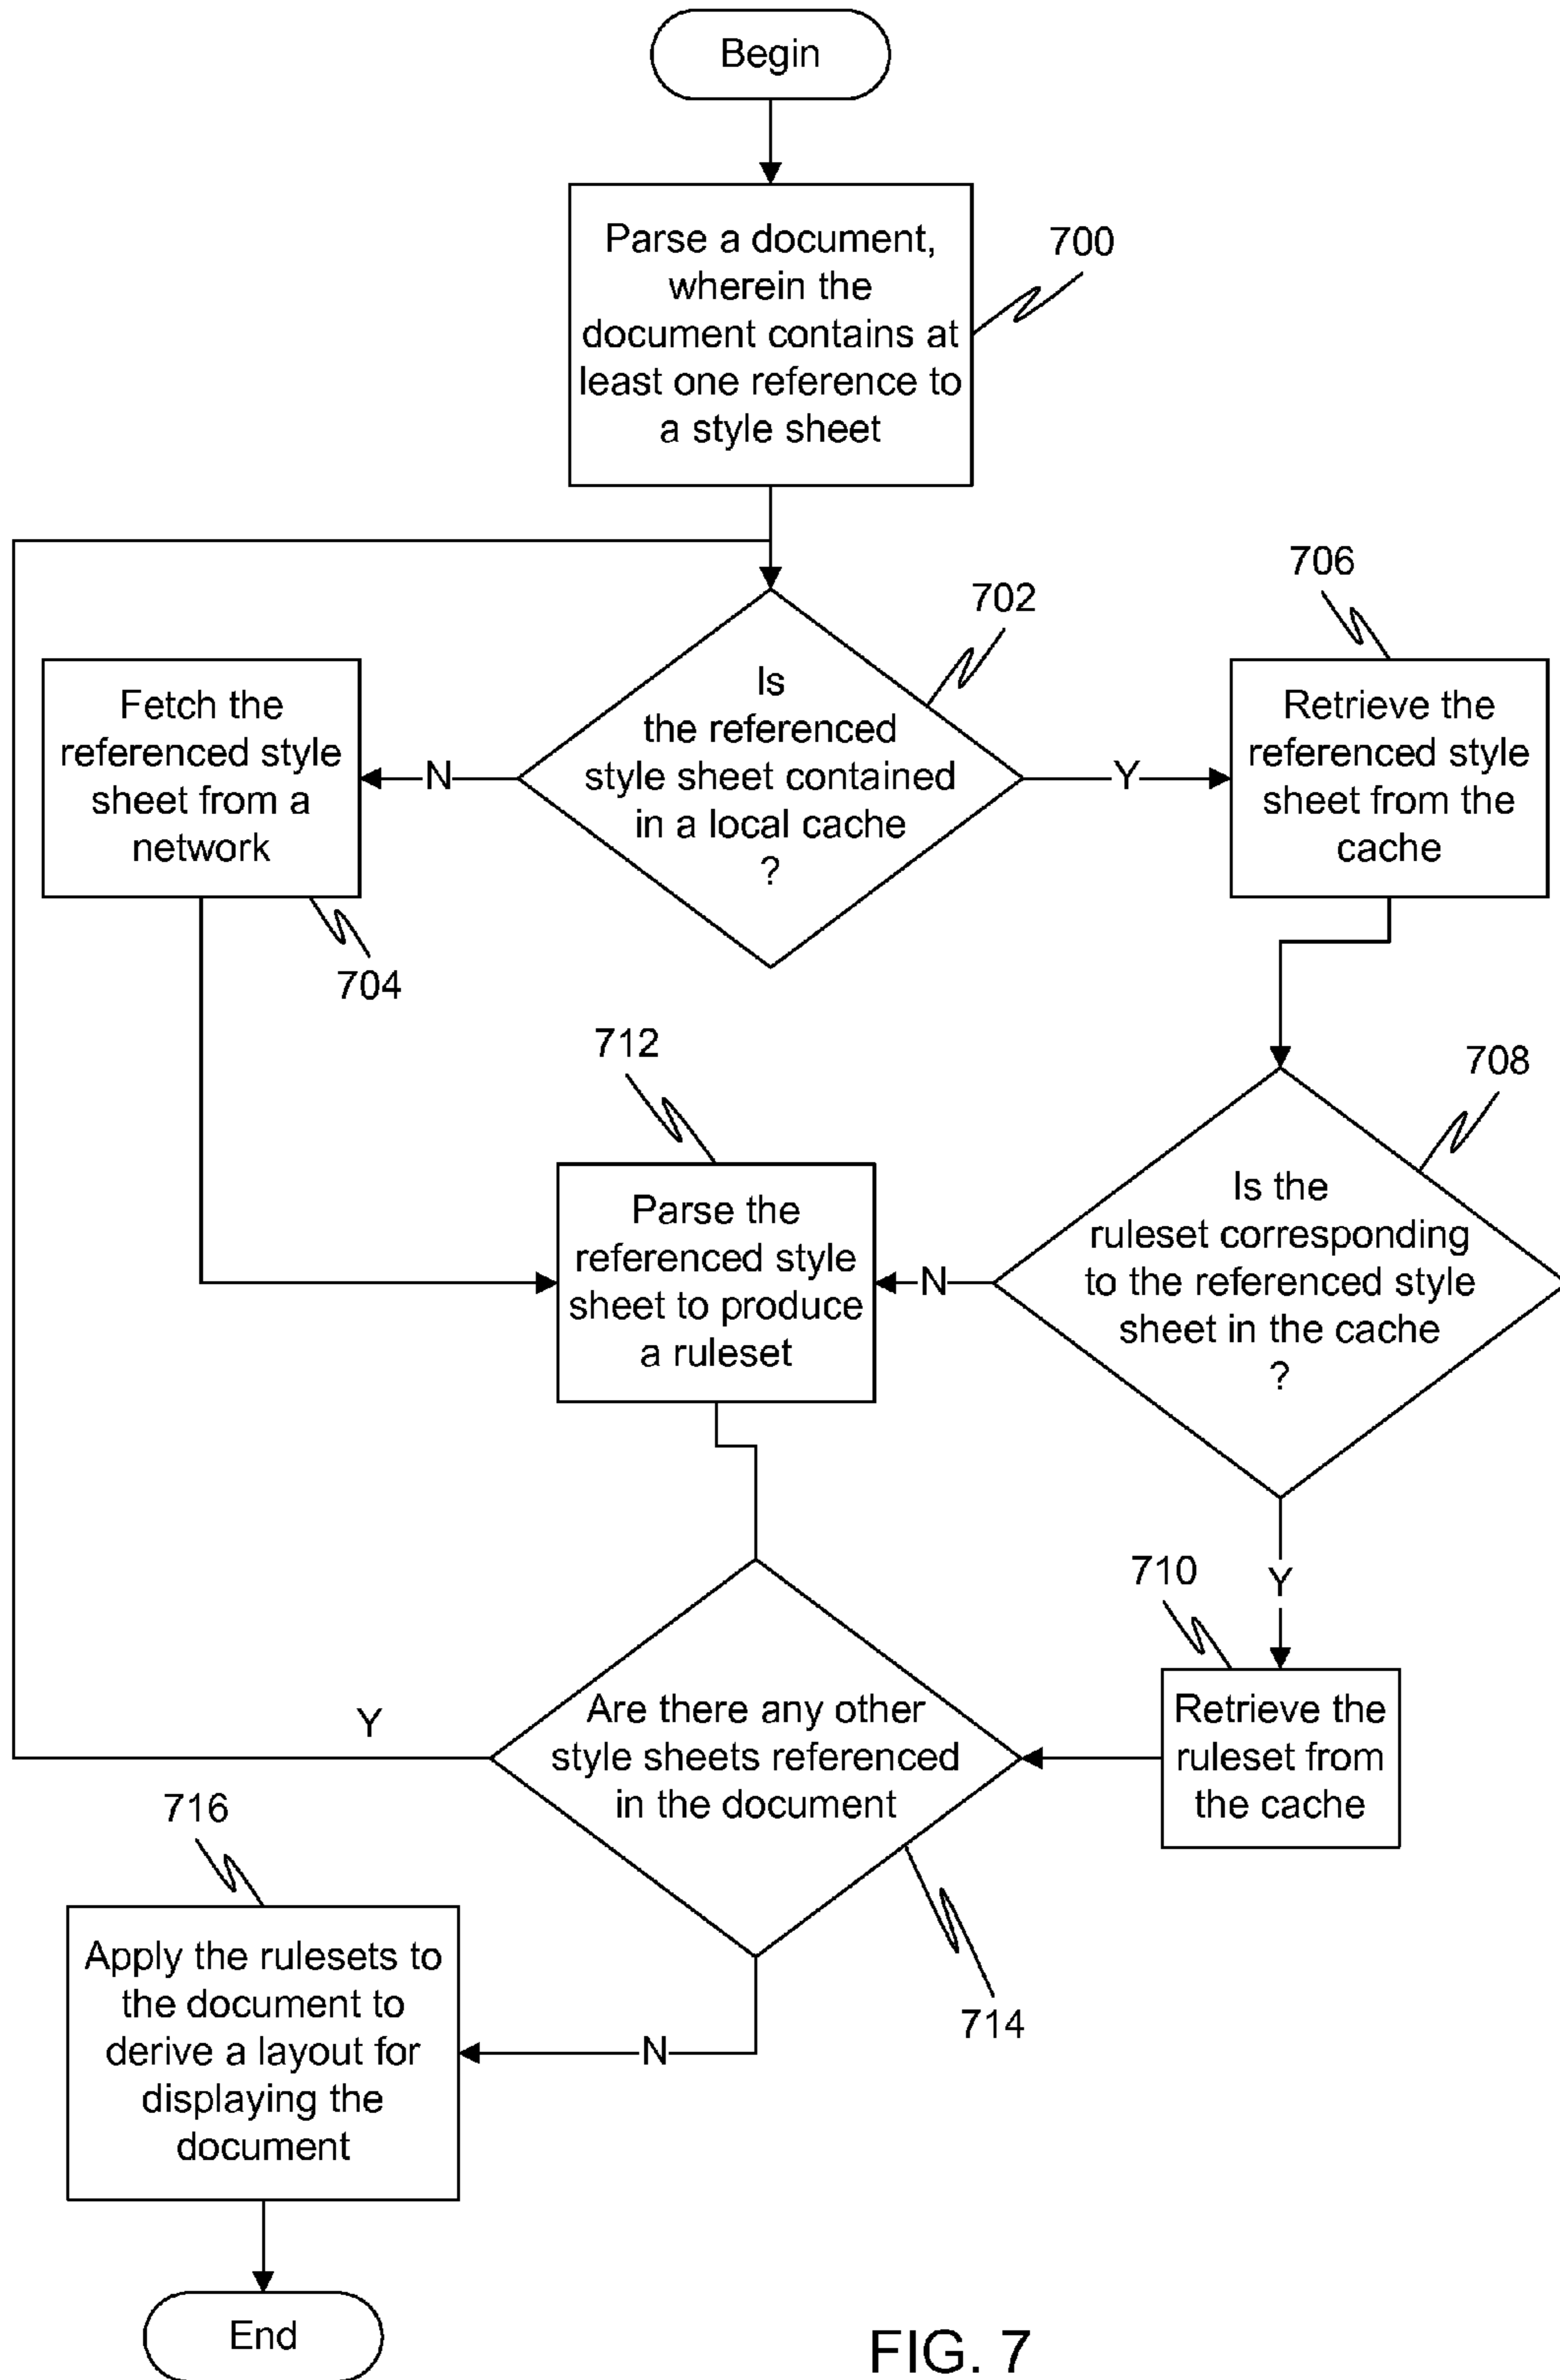 Begin
Parse a document,
wherein the
document contains at
least one reference to
a style sheet
700
702
706
Is
the referenced
style sheet contained
in a local cache
?
Fetch the
referenced style
sheet from a
network
N
Y
Retrieve the
referenced style
sheet from the
cache
704
712
708
Parse the
referenced style
sheet to produce
a ruleset
N
Is the
ruleset corresponding
to the referenced style
sheet in the cache
?
Y
710
Retrieve the
ruleset from
the cache
Are there any other
style sheets referenced
in the document
Y
714
716
N
Apply the rulesets to
the document to
derive a layout for
displaying the
document
End
FIG. 7